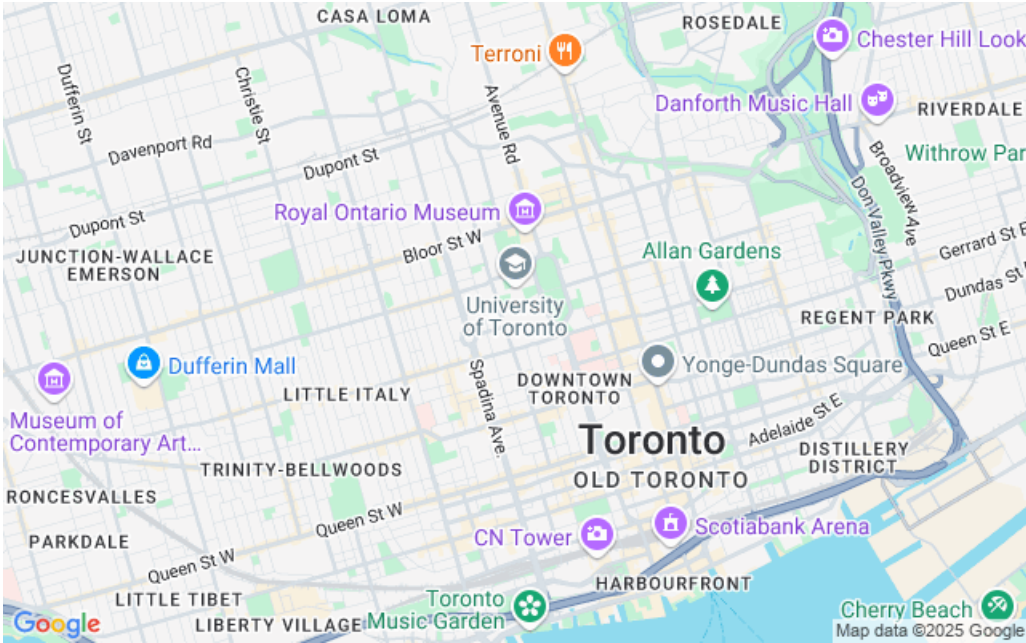 CASA LOMA
ROSEDALE
Terroni
Chester Hill Look
Dufferin St
Christie St
Avenue Rd
Danforth Music Hall
RIVERDALE
Davenport Rd
Dupont St
Broadview Ave
Withrow Par
Don Valley Pkwy
Royal Ontario Museum
Dupont St
Bloor St W
Allan Gardens
Gerrard St E
JUNCTION-WALLACE
EMERSON
Dundas St
University
of Toronto
REGENT PARK
Queen St E
Dufferin Mall
Yonge-Dundas Square
LITTLE ITALY
Spadina Ave.
DOWNTOWN
TORONTO
Museum of
Contemporary Art...
Toronto
Adelaide St E
DISTILLERY
DISTRICT
TRINITY-BELLWOODS
OLD TORONTO
RONCESVALLES
Queen St W
CN Tower
Scotiabank Arena
PARKDALE
Queen St W
HARBOURFRONT
LITTLE TIBET
Toronto
Music Garden
Cherry Beach
Google
LIBERTY VILLAGE
Map data ©2025 Google